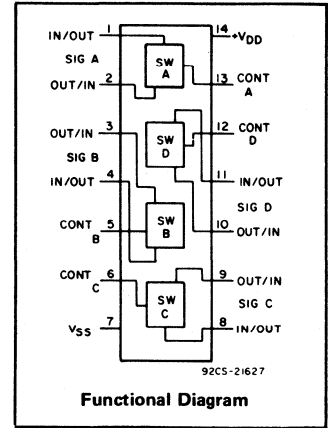 IN/OUT 1 14 +VDD
SIG A SW A
OUT/IN 2 13 CONT A
OUT/IN 3 12 CONT D
SIG B SW D
IN/OUT 4 11 IN/OUT
SIG D
CONT B 5 SW B 10 OUT/IN
CONT C 6 9 OUT/IN
SW C SIG C
VSS 7 8 IN/OUT
92CS-21627
Functional Diagram